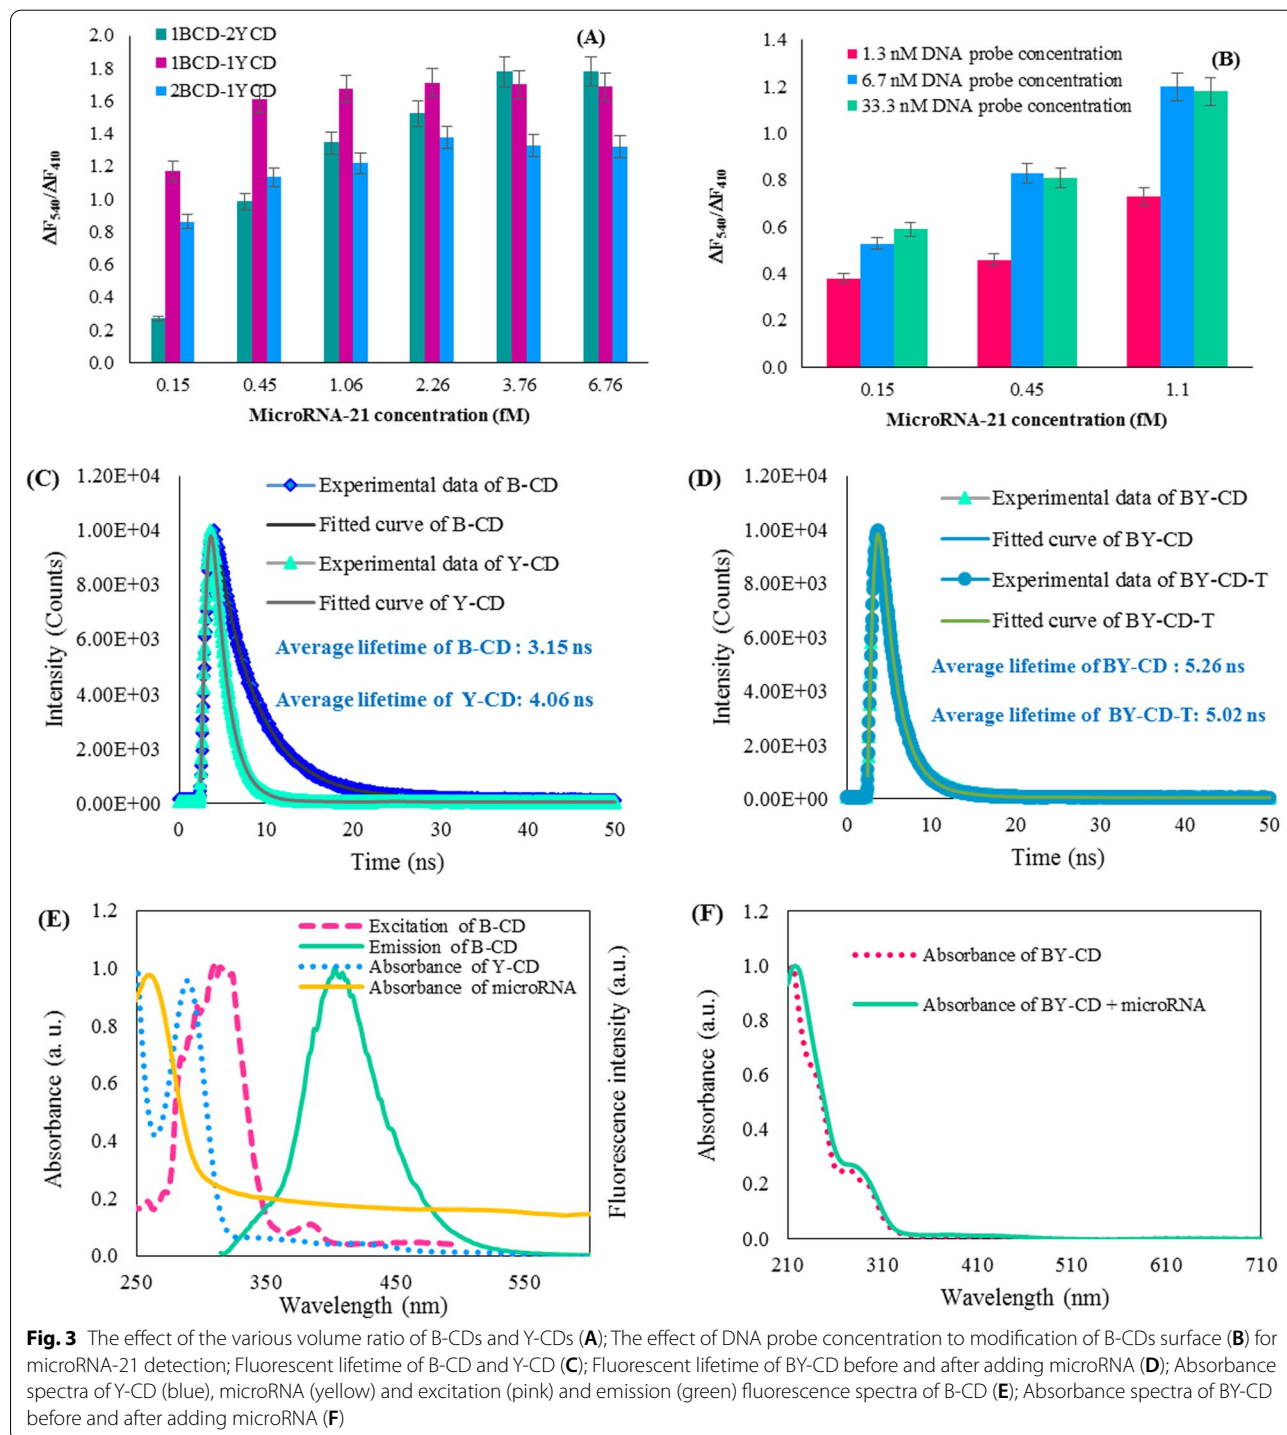 (A)
1BCD-2YCD
1BCD-1YCD
2BCD-1YCD
2.0
1.8
1.6
1.4
1.2
1.0
0.8
0.6
0.4
0.2
0.0
ΔF540/ΔF410
0.15 0.45 1.06 2.26 3.76 6.76
MicroRNA-21 concentration (fM)
(B)
1.3 nM DNA probe concentration
6.7 nM DNA probe concentration
33.3 nM DNA probe concentration
1.4
1.2
1.0
0.8
0.6
0.4
0.2
0.0
ΔF540/ΔF410
0.15 0.45 1.1
MicroRNA-21 concentration (fM)
(C)
1.20E+04
1.00E+04
8.00E+03
6.00E+03
4.00E+03
2.00E+03
0.00E+00
Intensity (Counts)
Experimental data of B-CD
Fitted curve of B-CD
Experimental data of Y-CD
Fitted curve of Y-CD
Average lifetime of B-CD : 3.15 ns
Average lifetime of Y-CD: 4.06 ns
0 10 20 30 40 50
Time (ns)
(D)
1.20E+04
1.00E+04
8.00E+03
6.00E+03
4.00E+03
2.00E+03
0.00E+00
Intensity (Counts)
Experimental data of BY-CD
Fitted curve of BY-CD
Experimental data of BY-CD-T
Fitted curve of BY-CD-T
Average lifetime of BY-CD : 5.26 ns
Average lifetime of BY-CD-T: 5.02 ns
0 10 20 30 40 50
Time (ns)
(E)
1.2
1.0
0.8
0.6
0.4
0.2
0.0
Absorbance (a. u.)
Excitation of B-CD
Emission of B-CD
Absorbance of Y-CD
Absorbance of microRNA
Fluorescence intensity (a.u.)
250 350 450 550
Wavelength (nm)
(F)
1.2
1.0
0.8
0.6
0.4
0.2
0.0
Absorbance (a.u.)
Absorbance of BY-CD
Absorbance of BY-CD + microRNA
210 310 410 510 610 710
Wavelength (nm)
Fig. 3 The effect of the various volume ratio of B-CDs and Y-CDs (A); The effect of DNA probe concentration to modification of B-CDs surface (B) for
microRNA-21 detection; Fluorescent lifetime of B-CD and Y-CD (C); Fluorescent lifetime of BY-CD before and after adding microRNA (D); Absorbance
spectra of Y-CD (blue), microRNA (yellow) and excitation (pink) and emission (green) fluorescence spectra of B-CD (E); Absorbance spectra of BY-CD
before and after adding microRNA (F)